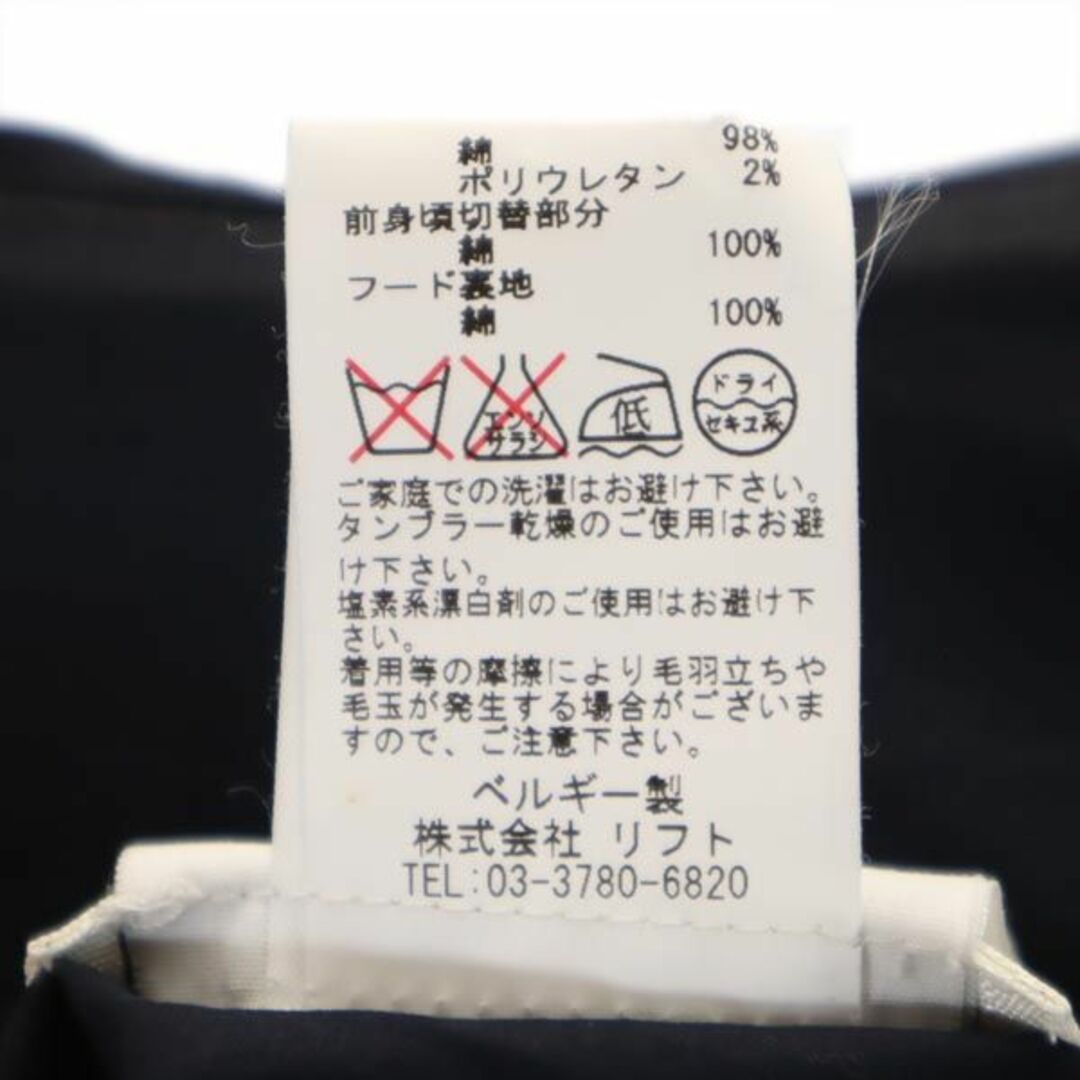 綿 98%
ポリウレタン 2%
前身頃切替部分
綿 100%
フード裏地
綿 100%
エンソ
サラシ
低
ドライ
セキユ系
ご家庭での洗濯はお避け下さい。
タンブラー乾燥のご使用はお避
け下さい。
塩素系漂白剤のご使用はお避け下
さい。
着用等の摩擦により毛羽立ちや
毛玉が発生する場合がございま
すので、ご注意下さい。
ベルギー製
株式会社 リフト
TEL:03-3780-6820